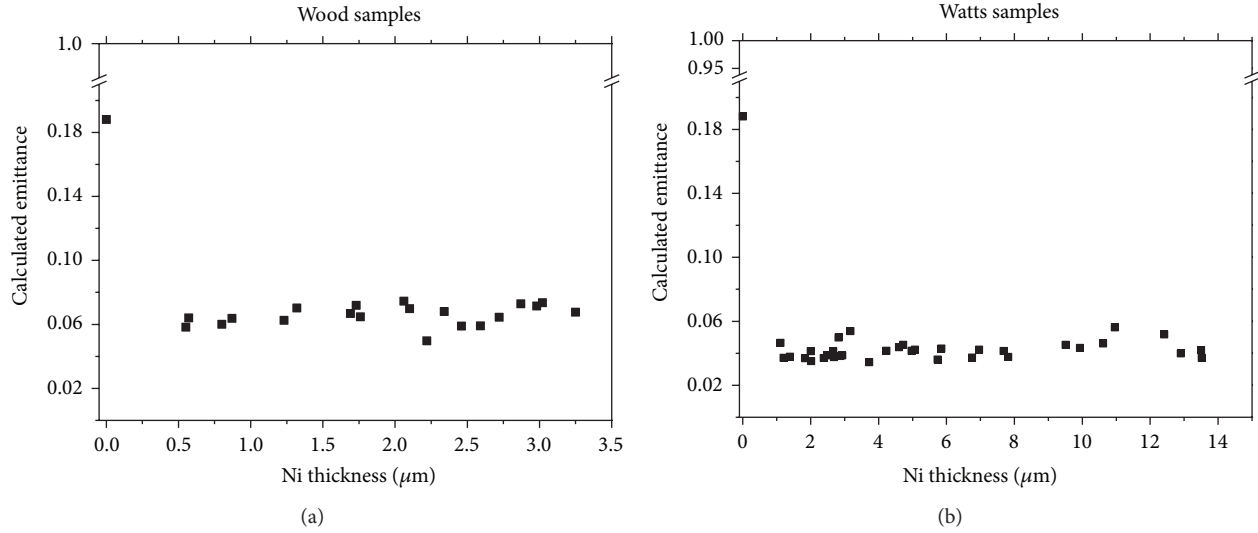 Wood samples
1.0
0.18
0.14
0.10
0.06
0.02
Calculated emittance
0.0 0.5 1.0 1.5 2.0 2.5 3.0 3.5
Ni thickness (μm)
(a)
Watts samples
1.00
0.95
0.18
0.14
0.10
0.06
0.02
Calculated emittance
0 2 4 6 8 10 12 14
Ni thickness (μm)
(b)